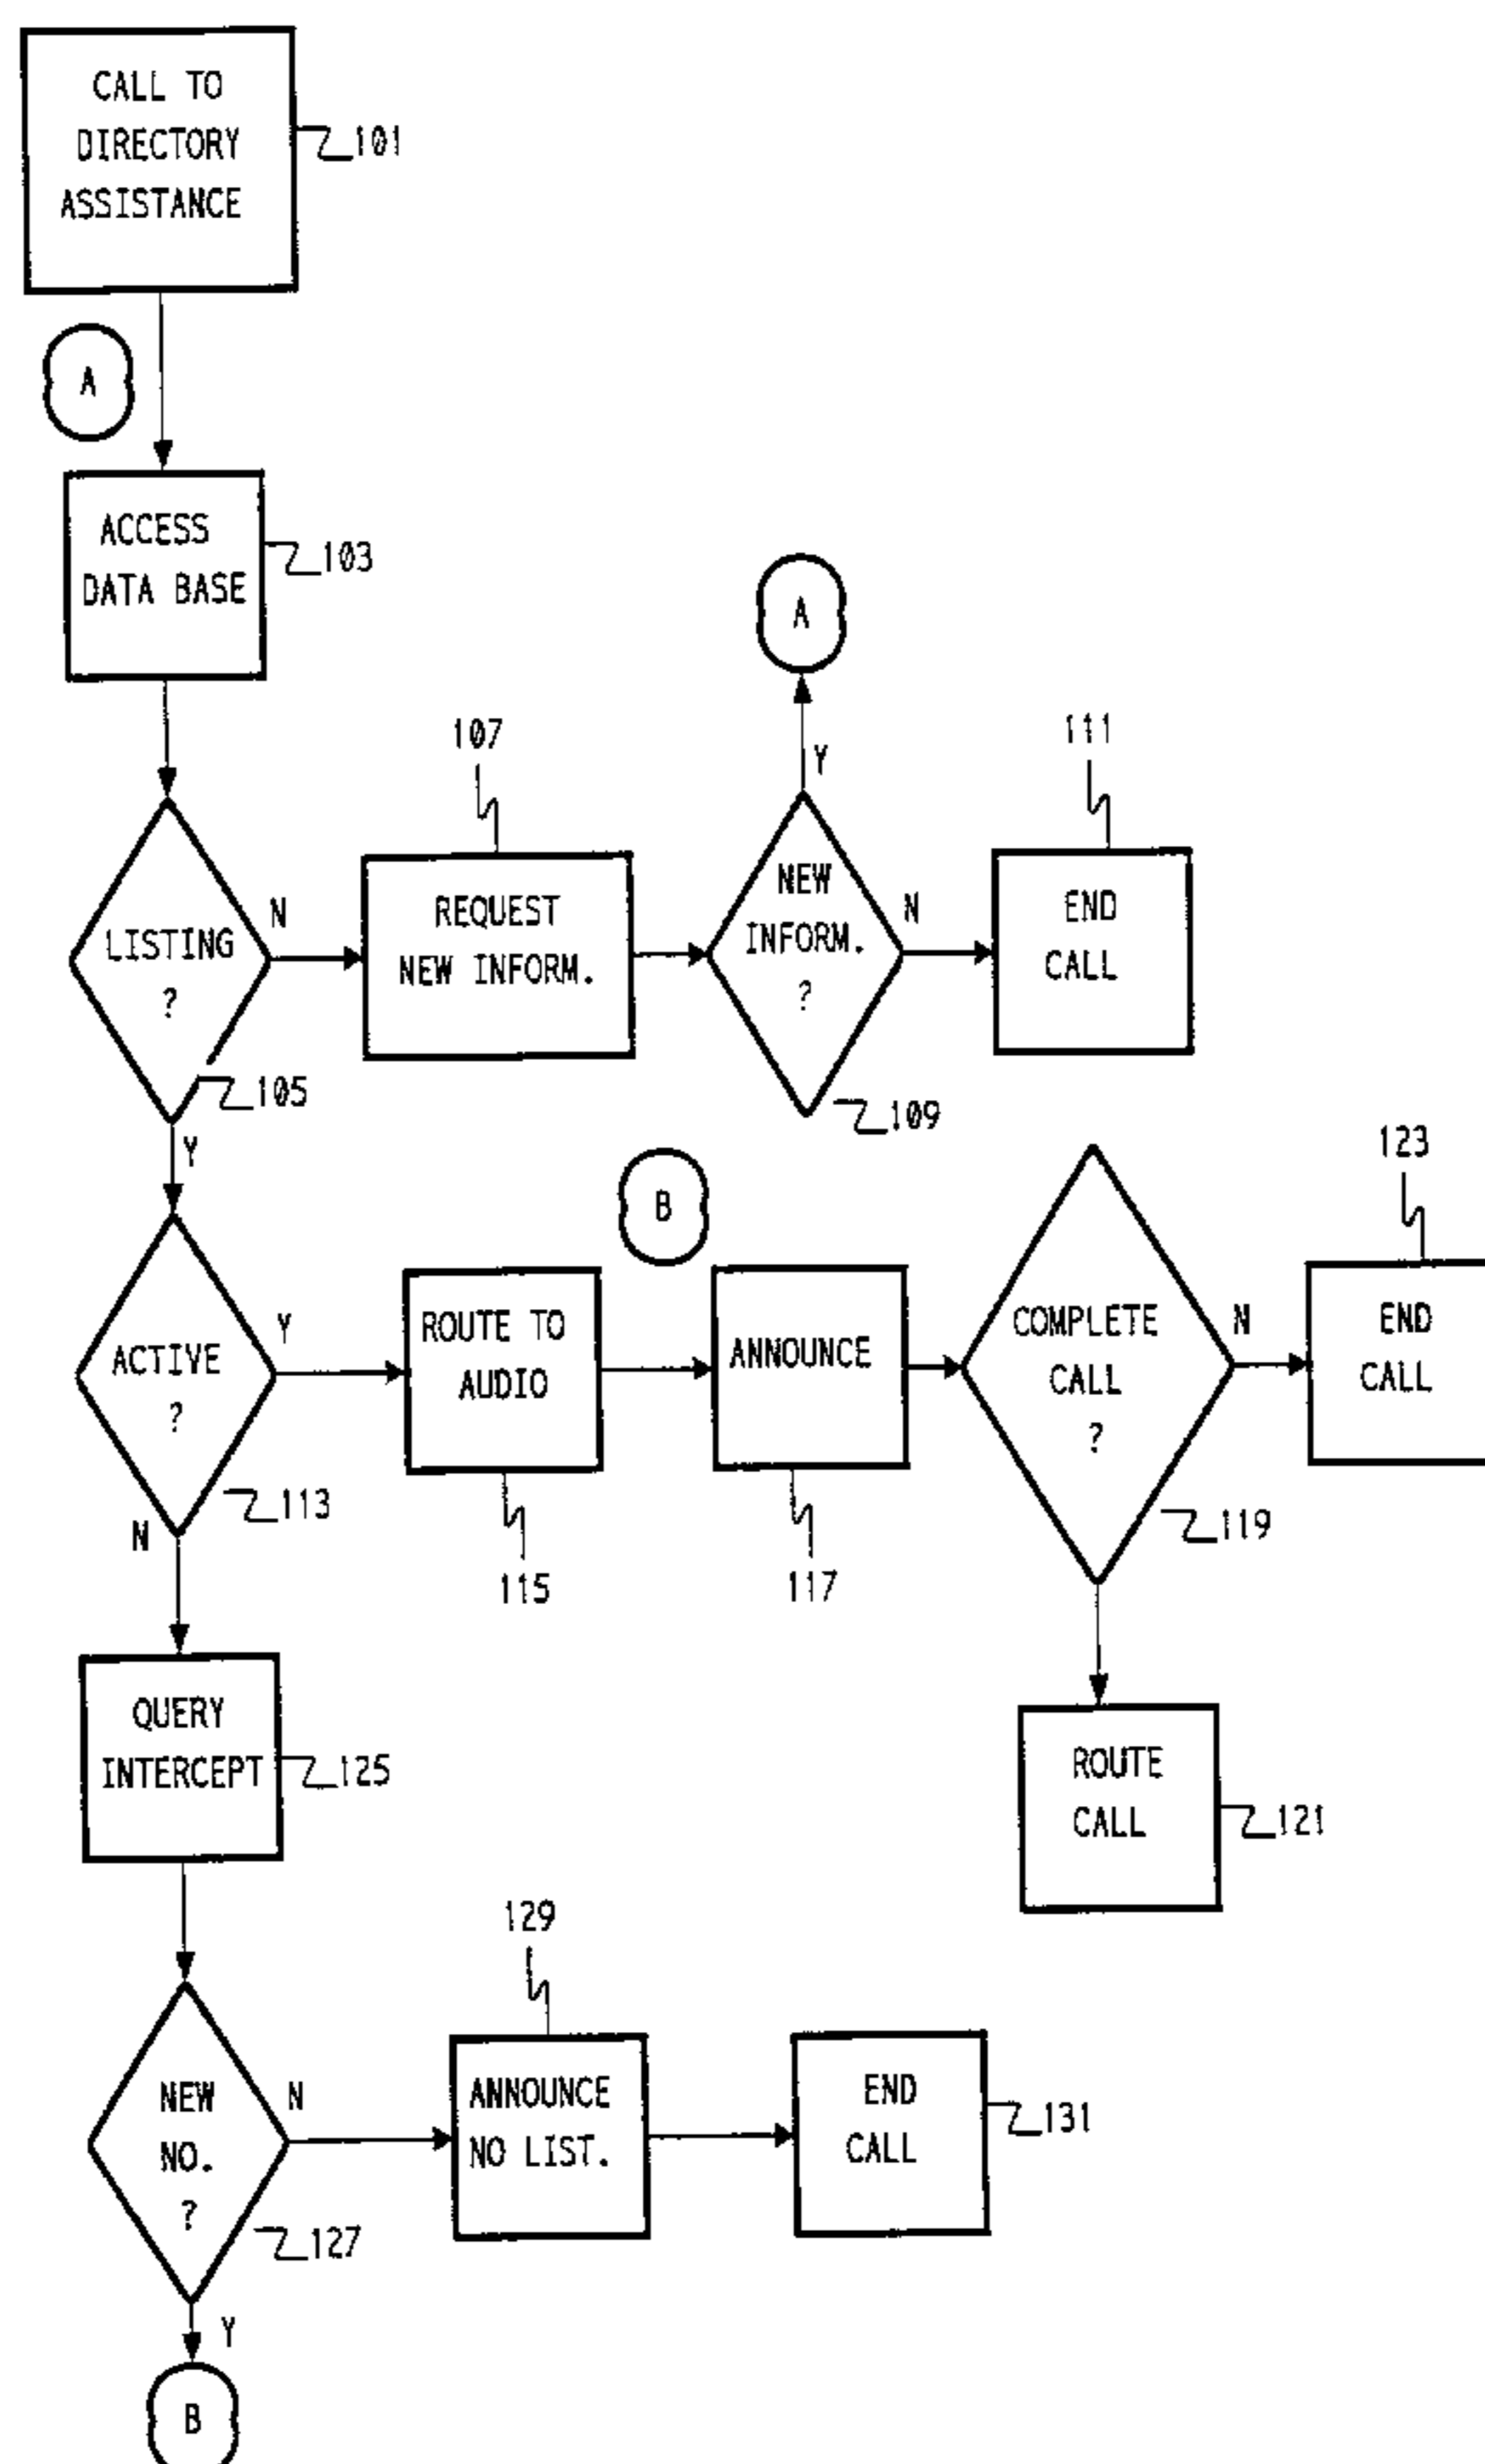 CALL TO
DIRECTORY
ASSISTANCE
101
A
ACCESS
DATA BASE
103
A
Y
107
111
LISTING
?
N
REQUEST
NEW INFORM.
NEW
INFORM.
?
N
END
CALL
105
109
Y
B
123
ACTIVE
?
Y
ROUTE TO
AUDIO
ANNOUNCE
COMPLETE
CALL
?
N
END
CALL
113
N
115
117
119
QUERY
INTERCEPT
125
ROUTE
CALL
121
129
NEW
NO.
?
N
ANNOUNCE
NO LIST.
END
CALL
131
127
Y
B